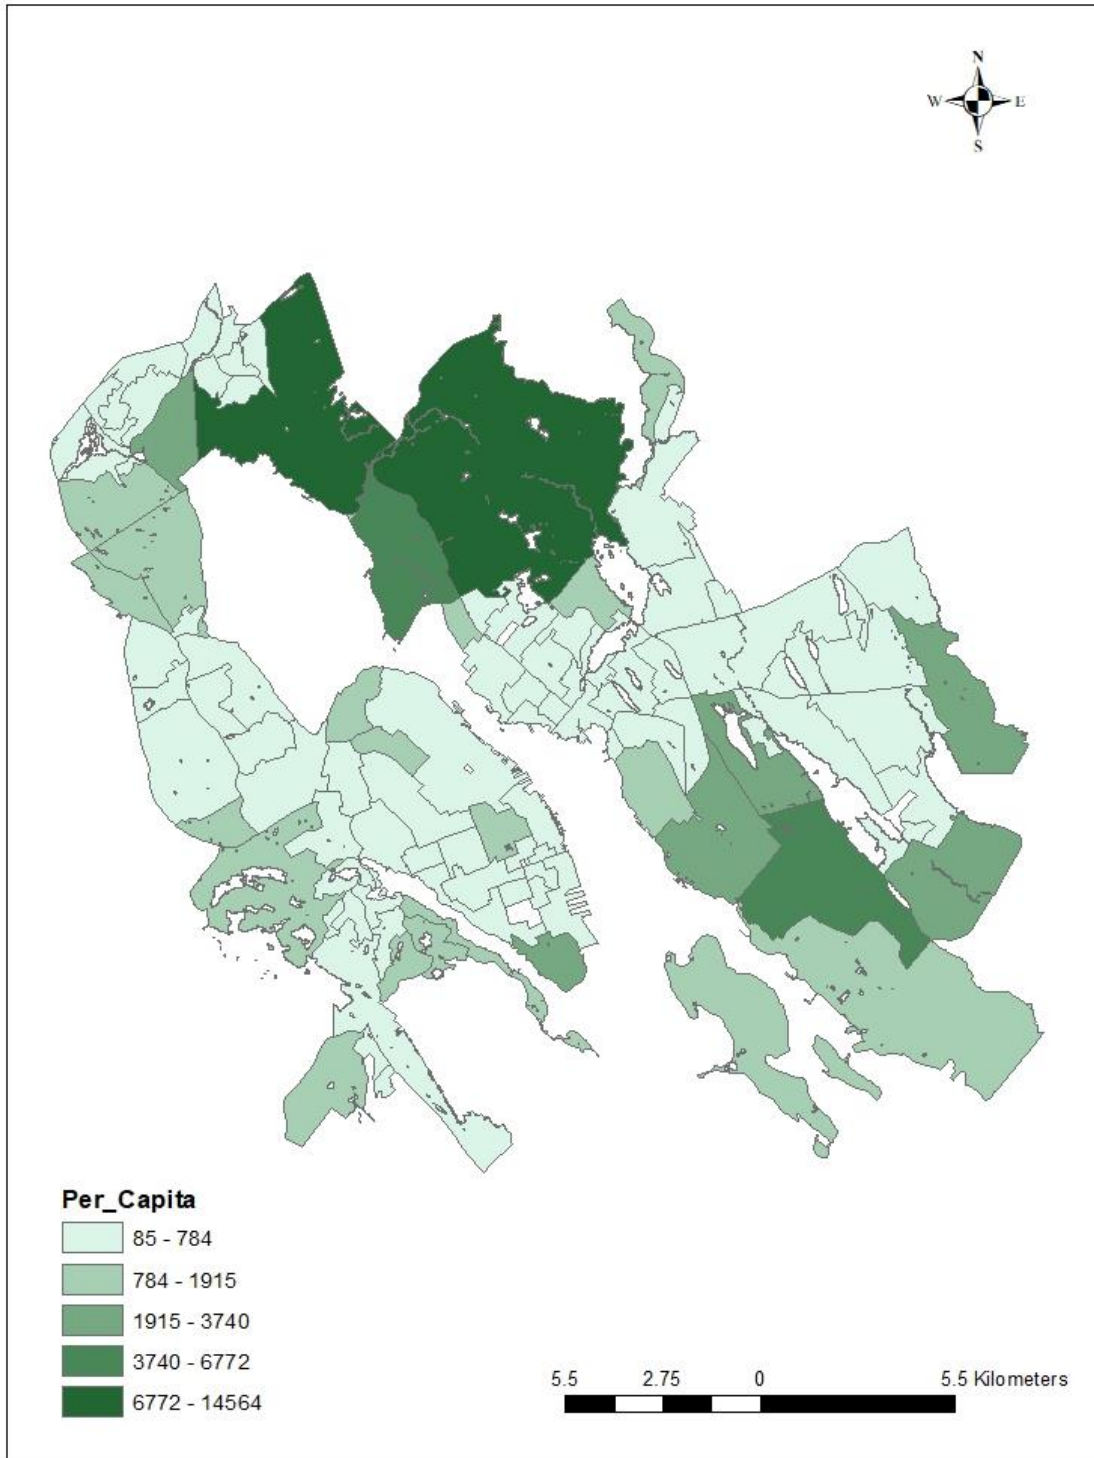 N
W E
S
Per_Capita
85 - 784
784 - 1915
1915 - 3740
3740 - 6772
6772 - 14564
5.5 2.75 0 5.5 Kilometers